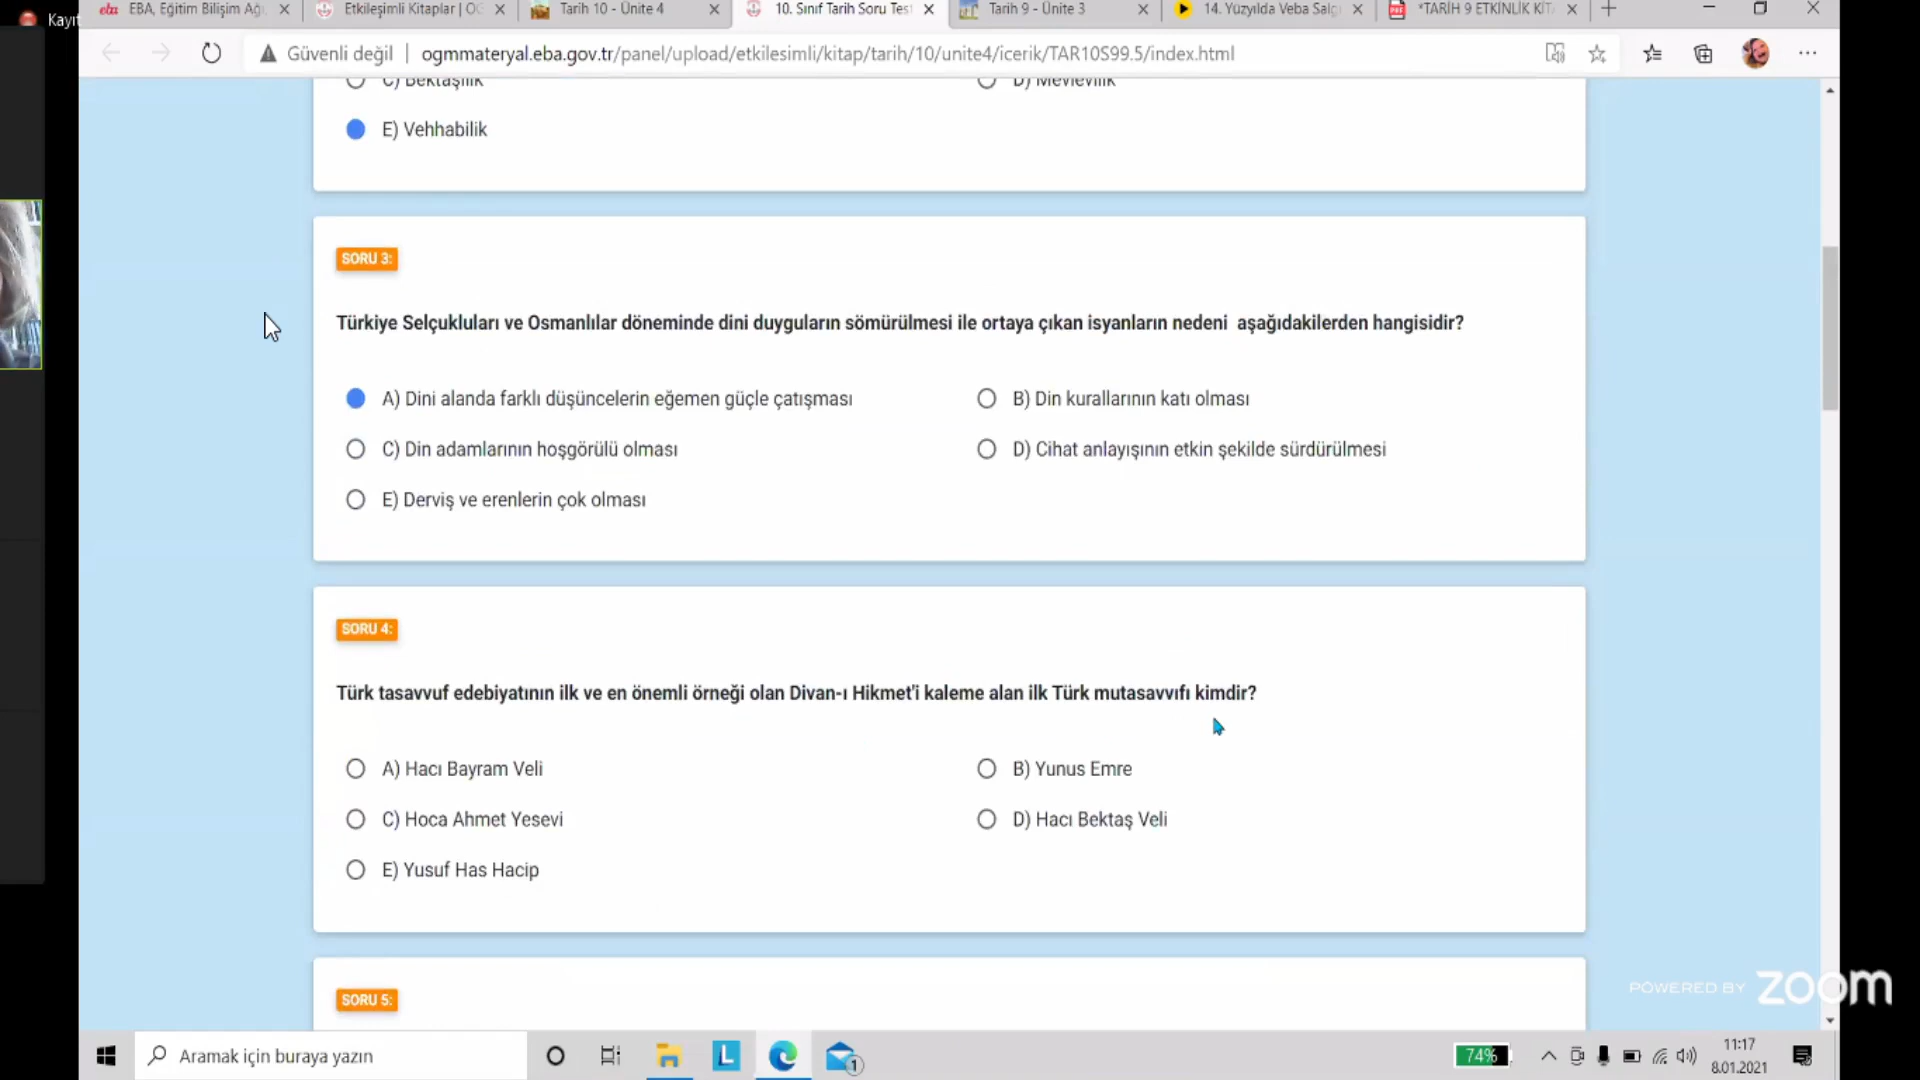 Kayıt
EBA, Eğitim Bilişim Ağı
Etkileşimli Kitaplar | OG
Tarih 10 - Ünite 4
10. Sınıf Tarih Soru Test
Tarih 9 - Ünite 3
14. Yüzyılda Veba Salg
*TARİH 9 ETKİNLİK KİT
Güvenli değil
ogmmateryal.eba.gov.tr/panel/upload/etkilesimli/kitap/tarih/10/unite4/icerik/TAR10S99.5/index.html
C) Bektaşilik
D) Mevlevilik
E) Vehhabilik
SORU 3:
Türkiye Selçukluları ve Osmanlılar döneminde dini duyguların sömürülmesi ile ortaya çıkan isyanların nedeni aşağıdakilerden hangisidir?
A) Dini alanda farklı düşüncelerin eğemen güçle çatışması
B) Din kurallarının katı olması
C) Din adamlarının hoşgörülü olması
D) Cihat anlayışının etkin şekilde sürdürülmesi
E) Derviş ve erenlerin çok olması
SORU 4:
Türk tasavvuf edebiyatının ilk ve en önemli örneği olan Divan-ı Hikmet'i kaleme alan ilk Türk mutasavvıfı kimdir?
A) Hacı Bayram Veli
B) Yunus Emre
C) Hoca Ahmet Yesevi
D) Hacı Bektaş Veli
E) Yusuf Has Hacip
SORU 5:
POWERED BY zoom
Aramak için buraya yazın
L
1
74%
11:17
8.01.2021